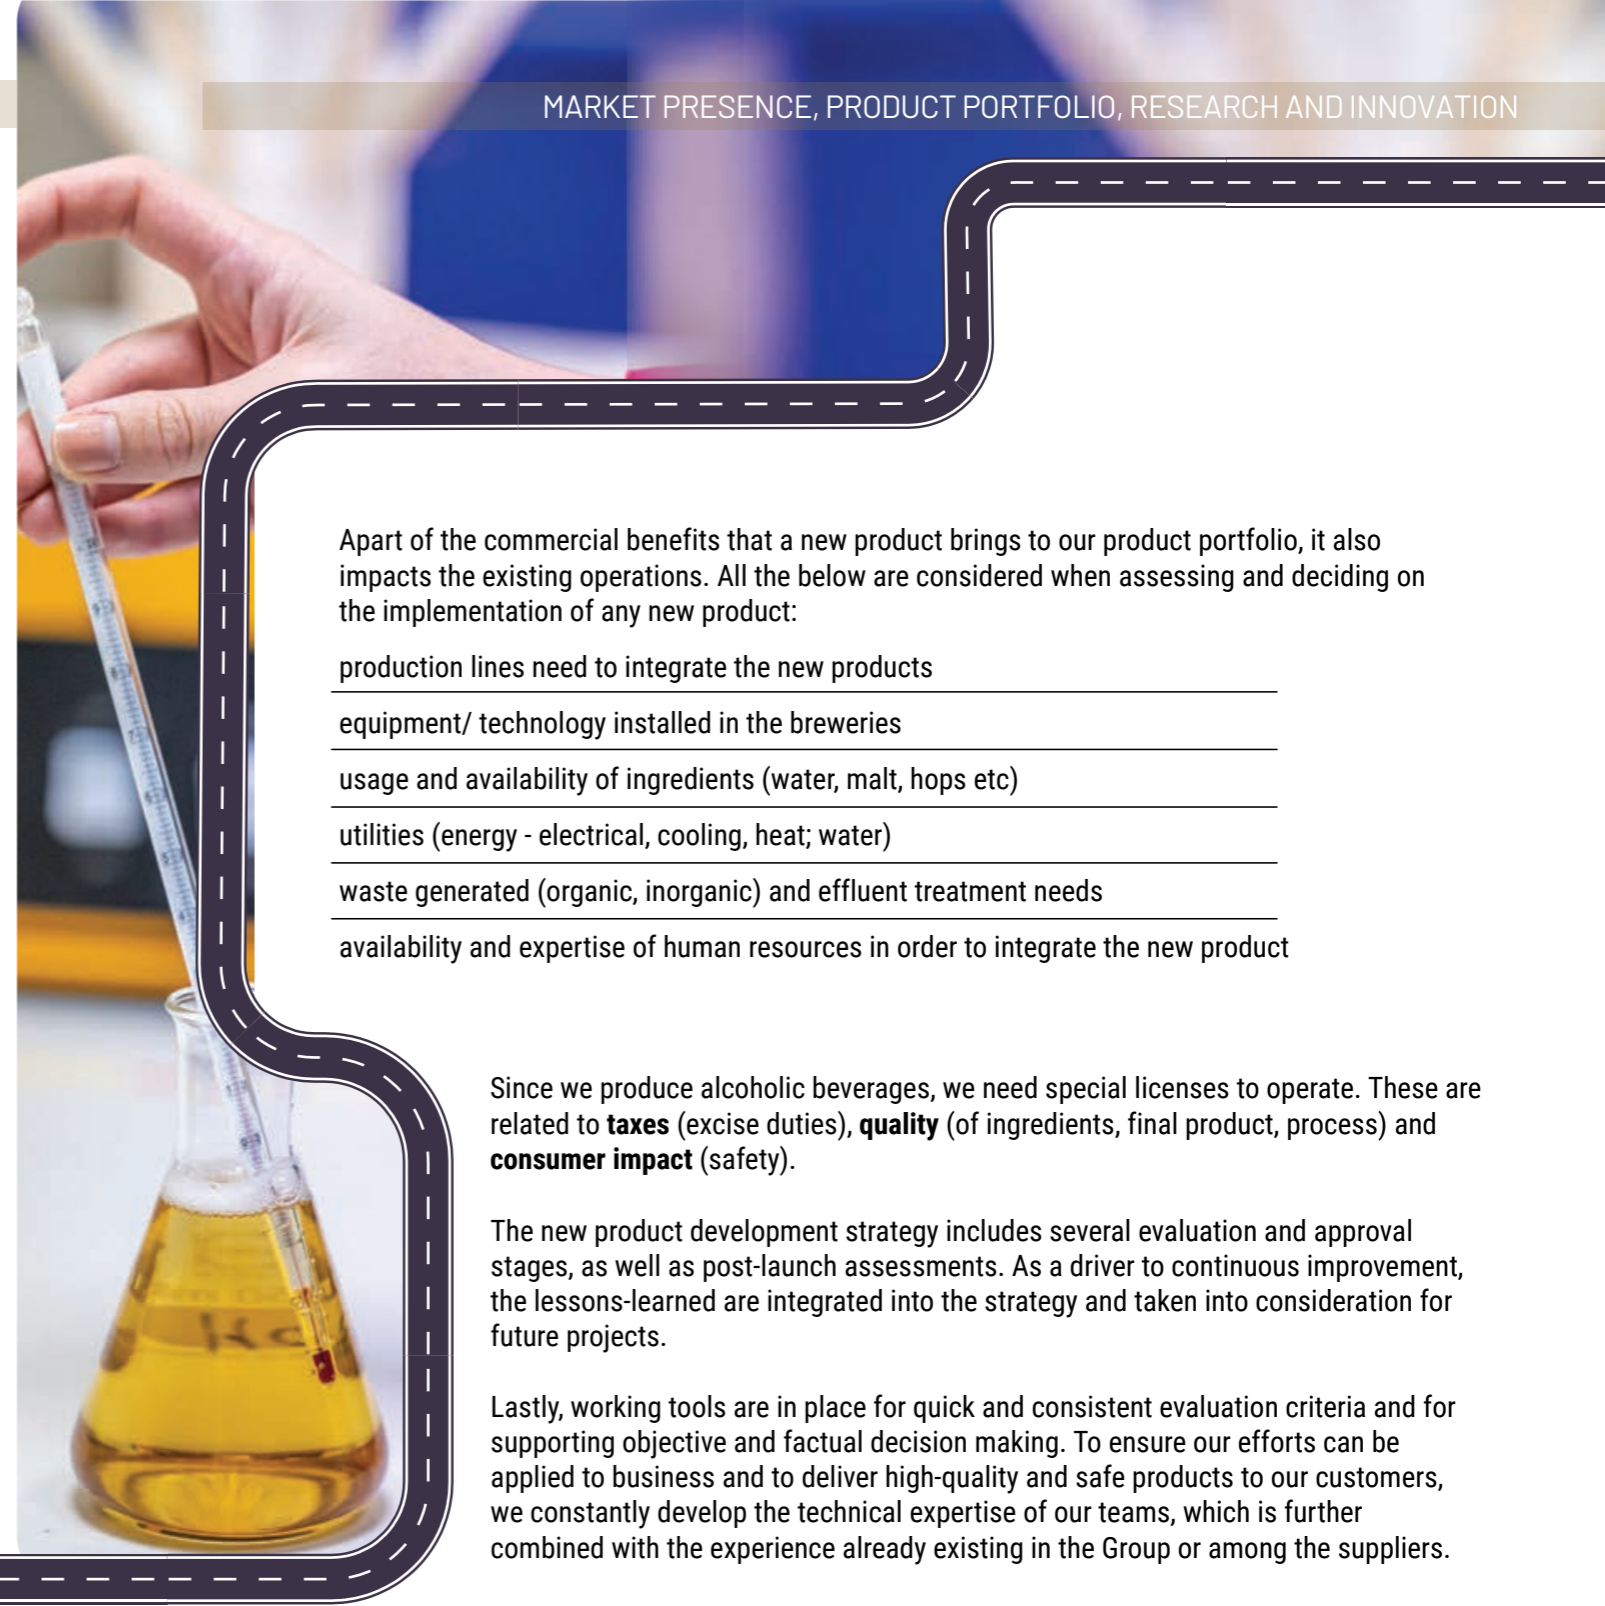 MARKET PRESENCE, PRODUCT PORTFOLIO, RESEARCH AND INNOVATION
Apart of the commercial benefits that a new product brings to our product portfolio, it also
impacts the existing operations. All the below are considered when assessing and deciding on
the implementation of any new product:
production lines need to integrate the new products
equipment/ technology installed in the breweries
usage and availability of ingredients (water, malt, hops etc)
utilities (energy - electrical, cooling, heat; water)
waste generated (organic, inorganic) and effluent treatment needs
availability and expertise of human resources in order to integrate the new product
Since we produce alcoholic beverages, we need special licenses to operate. These are
related to taxes (excise duties), quality (of ingredients, final product, process) and
consumer impact (safety).
The new product development strategy includes several evaluation and approval
stages, as well as post-launch assessments. As a driver to continuous improvement,
the lessons-learned are integrated into the strategy and taken into consideration for
future projects.
Lastly, working tools are in place for quick and consistent evaluation criteria and for
supporting objective and factual decision making. To ensure our efforts can be
applied to business and to deliver high-quality and safe products to our customers,
we constantly develop the technical expertise of our teams, which is further
combined with the experience already existing in the Group or among the suppliers.